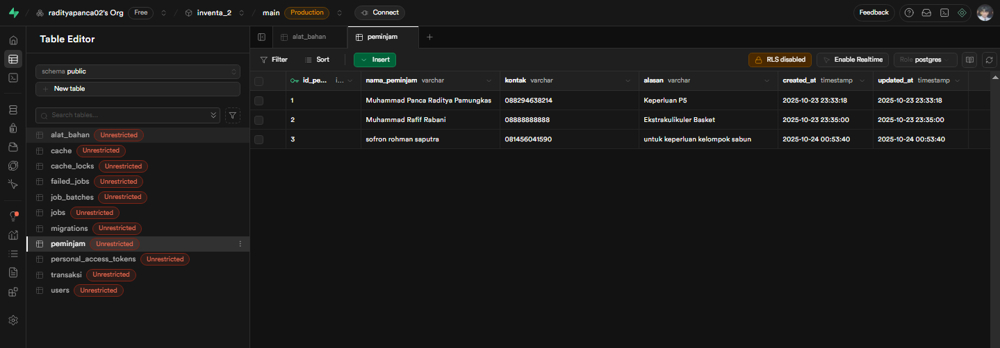 radityapanca02's Org Free inventa_2 main Production Connect Feedback
Table Editor
alat_bahan peminjam
Filter Sort Insert RLS disabled Enable Realtime Role postgres
schema public
New table
Search tables...
alat_bahan Unrestricted
cache Unrestricted
cache_locks Unrestricted
failed_jobs Unrestricted
job_batches Unrestricted
jobs Unrestricted
migrations Unrestricted
peminjam Unrestricted
personal_access_tokens Unrestricted
transaksi Unrestricted
users Unrestricted
id_pe... i... nama_peminjam varchar kontak varchar alasan varchar created_at timestamp updated_at timestamp
1 Muhammad Panca Raditya Pamungkas 088294638214 Keperluan P5 2025-10-23 23:33:18 2025-10-23 23:33:18
2 Muhammad Rafif Rabani 08888888888 Ekstrakulikuler Basket 2025-10-23 23:35:00 2025-10-23 23:35:00
3 sofron rohman saputra 081456041590 untuk keperluan kelompok sabun 2025-10-24 00:53:40 2025-10-24 00:53:40